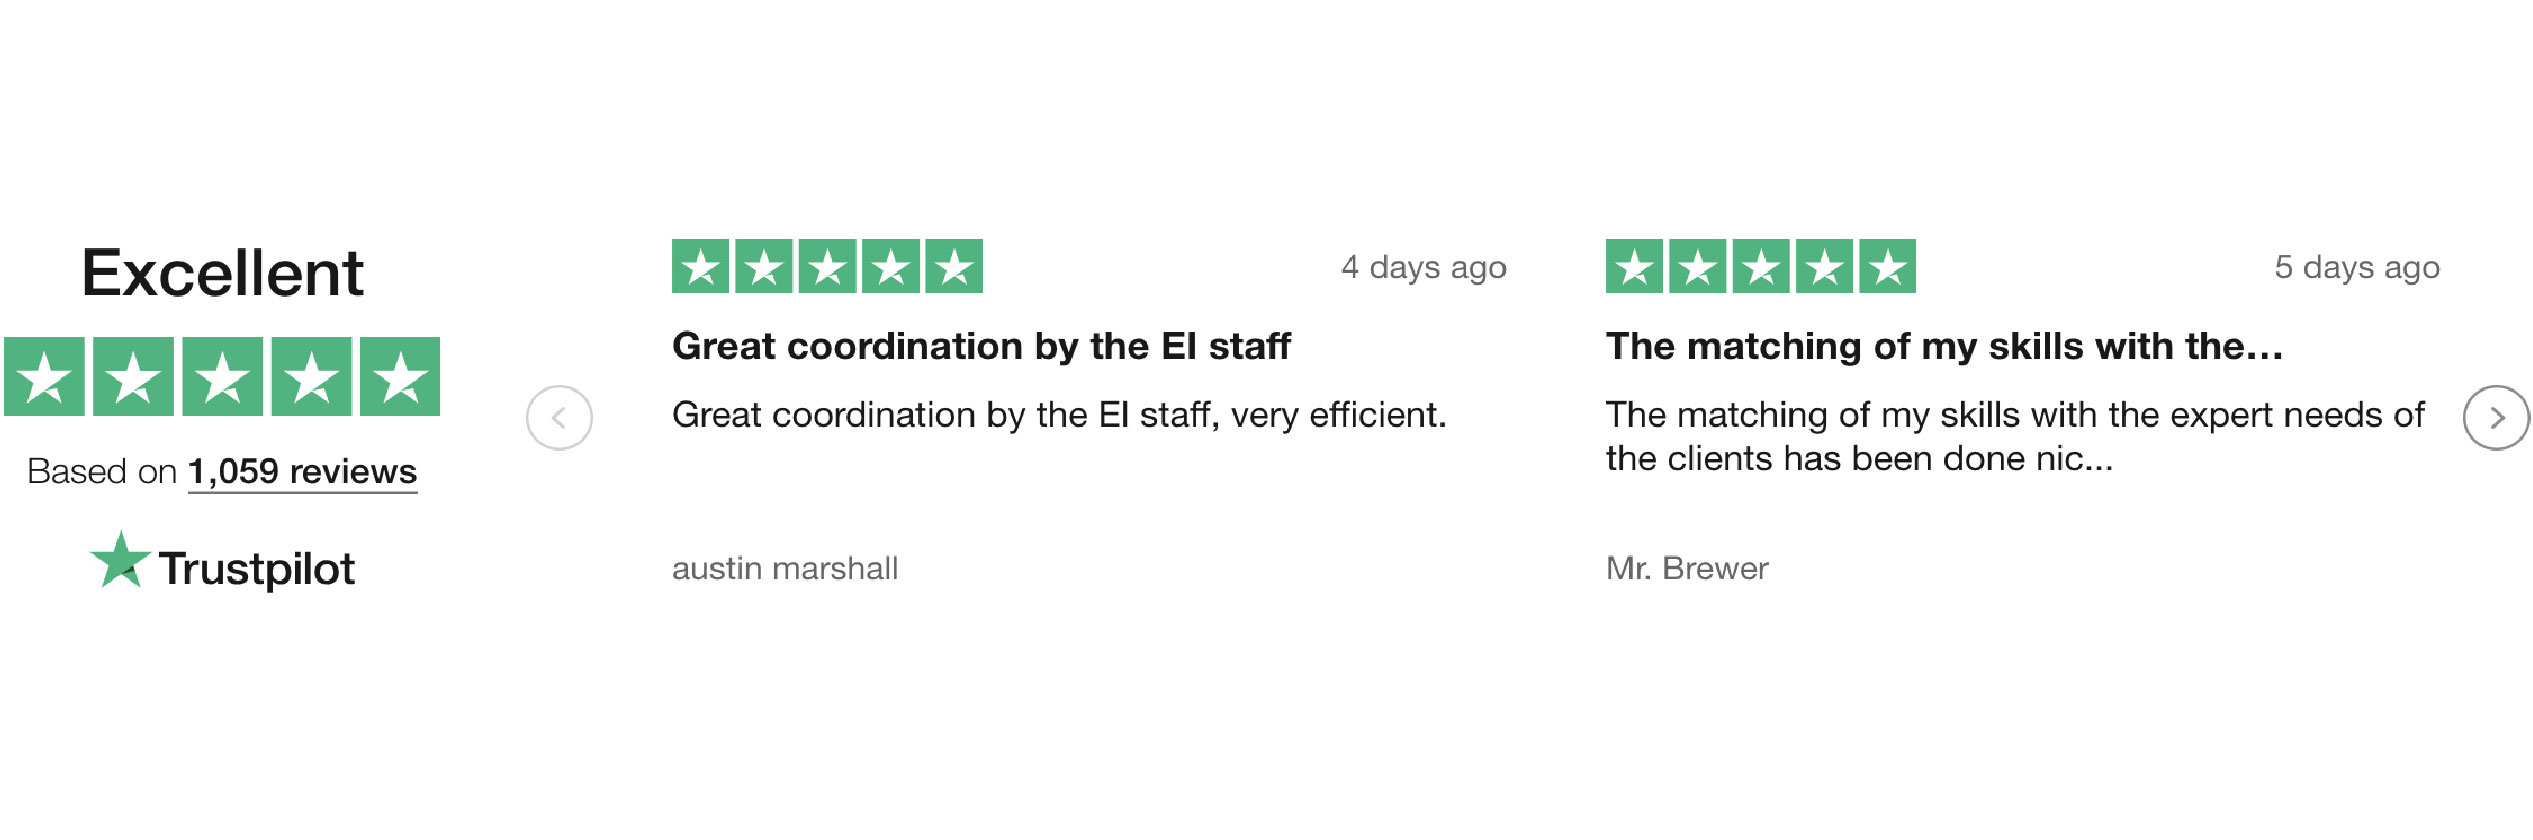 Excellent
Based on 1,059 reviews
Trustpilot
4 days ago
Great coordination by the EI staff
Great coordination by the EI staff, very efficient.
austin marshall
5 days ago
The matching of my skills with the...
The matching of my skills with the expert needs of
the clients has been done nic...
Mr. Brewer